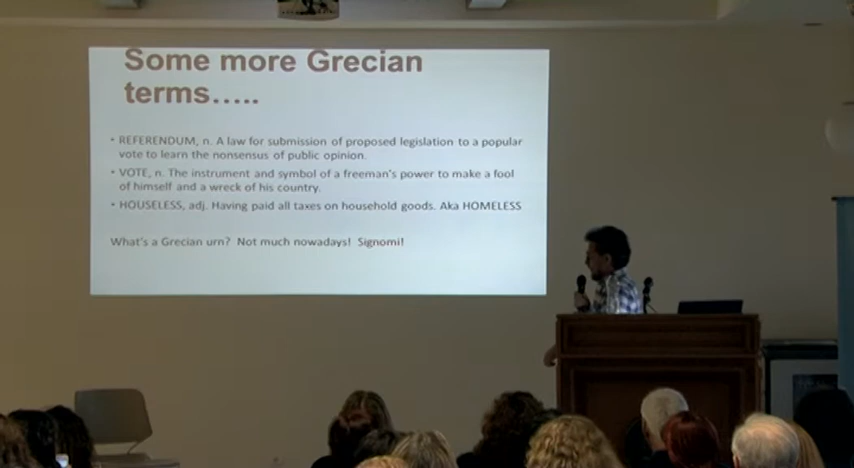 Some more Grecian
terms.....
• REFERENDUM, n. A law for submission of proposed legislation to a popular
vote to learn the nonsensus of public opinion.
• VOTE, n. The instrument and symbol of a freeman's power to make a fool
of himself and a wreck of his country.
• HOUSELESS, adj. Having paid all taxes on household goods. Aka HOMELESS
What's a Grecian urn? Not much nowadays! Signomi!